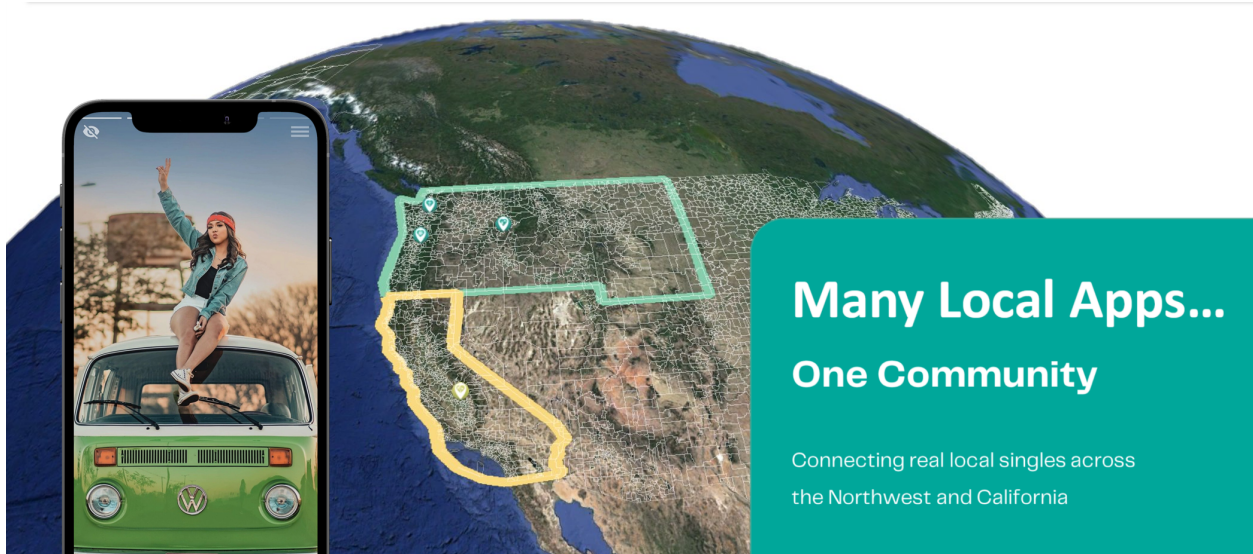 Many Local Apps...
One Community
Connecting real local singles across
the Northwest and California